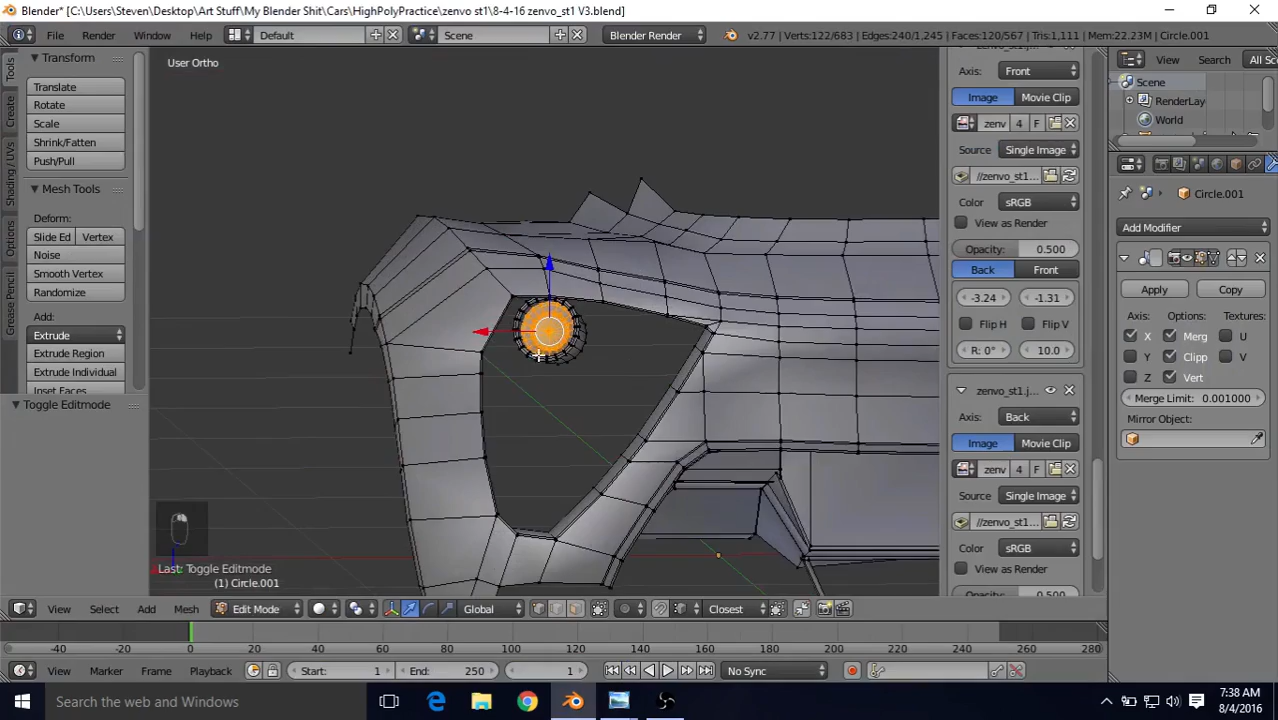 Blender* [C:\Users\Steven\Desktop\Art Stuff\My Blender Shit\Cars\HighPolyPractice\zenvo st1\8-4-16 zenvo_st1 V3.blend]
File Render Window Help Default Scene Blender Render v2.77 | Verts:122/683 | Edges:240/1,245 | Faces:120/567 | Tris:1,111 | Mem:22.23M | Circle.001
View Search All Sc
Tools
Create
Shading / UVs
Options
Grease Pencil
Transform
Translate
Rotate
Scale
Shrink/Fatten
Push/Pull
Mesh Tools
Deform:
Slide Ed Vertex
Noise
Smooth Vertex
Randomize
Add:
Extrude
Extrude Region
Extrude Individual
Inset Faces
Toggle Editmode
User Ortho
Last: Toggle Editmode
(1) Circle.001
Axis: Front
Image Movie Clip
zenv 4 F
Source Single Image
//zenvo_st1...
Color sRGB
View as Render
Opacity: 0.500
Back Front
-3.24 -1.31
Flip H Flip V
R: 0° 10.0
zenvo_st1.j...
Axis: Back
Image Movie Clip
zenv 4 F
Source Single Image
//zenvo_st1...
Color sRGB
View as Render
Scene
RenderLay
World
Circle.001
Add Modifier
Apply Copy
Axis: Options: Textures:
X Merg U
Y Clipp V
Z Vert
Merge Limit: 0.001000
Mirror Object:
View Select Add Mesh Edit Mode Global Closest
-40 -20 0 20 40 60 80 100 120 140 160 180 200 220 240 260 280
View Marker Frame Playback Start: 1 End: 250 1 No Sync
Search the Web and Windows
7:38 AM
8/4/2016